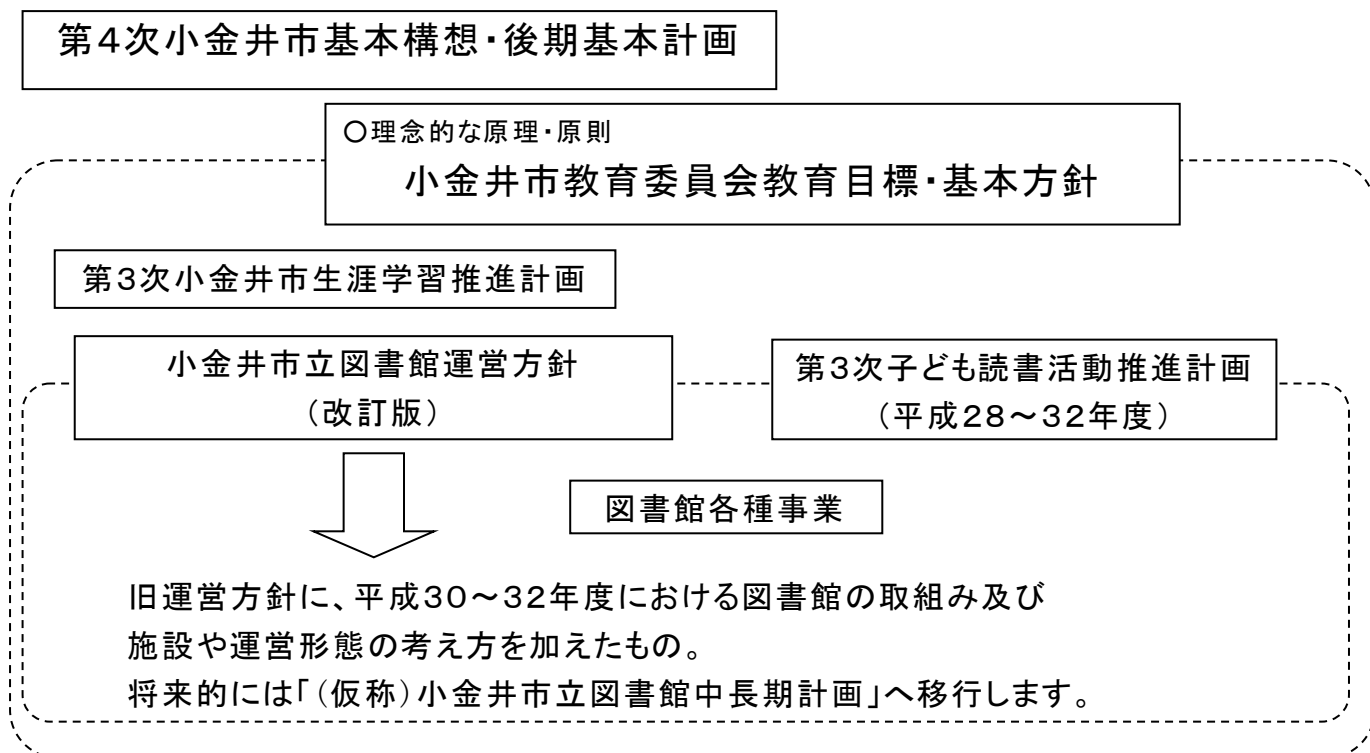 第4次小金井市基本構想・後期基本計画
○理念的な原理・原則
小金井市教育委員会教育目標・基本方針
第3次小金井市生涯学習推進計画
小金井市立図書館運営方針
(改訂版)
第3次子ども読書活動推進計画
(平成28～32年度)
図書館各種事業
旧運営方針に、平成30～32年度における図書館の取組み及び
施設や運営形態の考え方を加えたもの。
将来的には「(仮称)小金井市立図書館中長期計画」へ移行します。